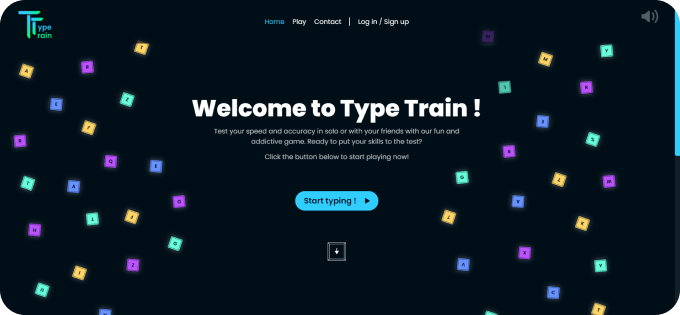 Type
Train
Home Play Contact | Log in / Sign up
Welcome to Type Train !
Test your speed and accuracy in solo or with your friends with our fun and
addictive game. Ready to put your skills to the test?
Click the button below to start playing now!
Start typing !